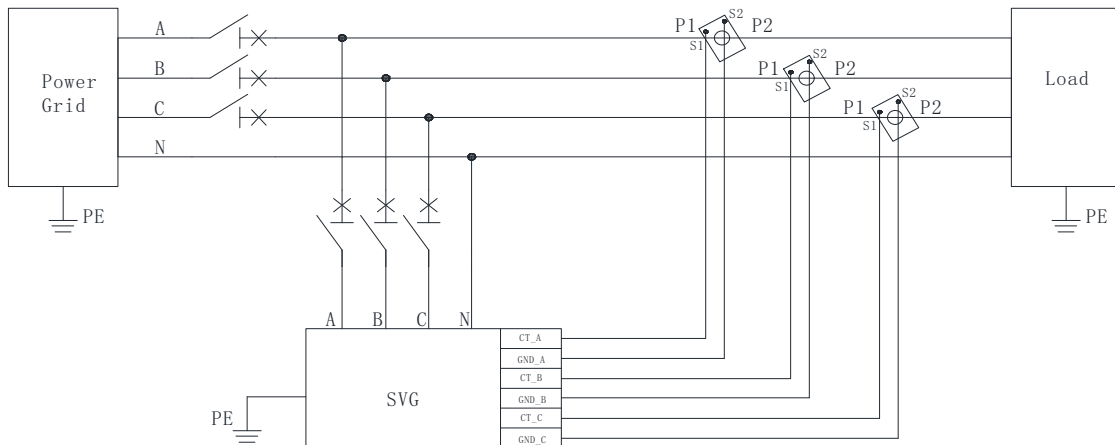 A
P1
S2
P2
S1
B
P1
S2
P2
S1
C
P1
S2
P2
S1
N
Power
Grid
Load
PE
PE
A B C N
CT_A
GND_A
CT_B
GND_B
CT_C
GND_C
SVG
PE